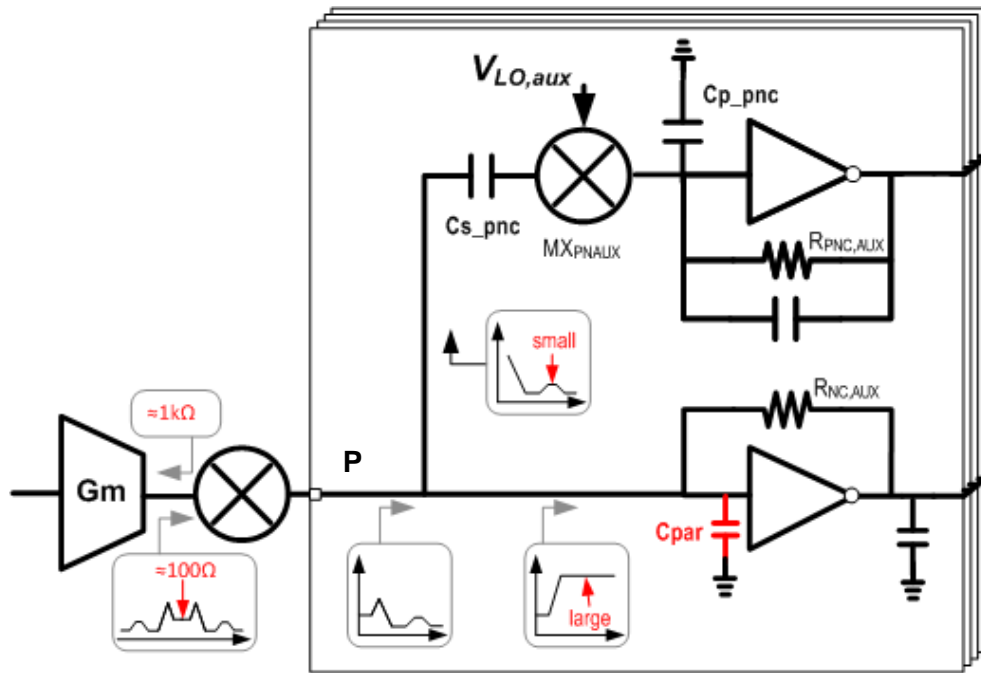 V_LO,aux
Cp_pnc
Cs_pnc
MX_PNAUX
R_PNC,AUX
small
R_NC,AUX
≈1kΩ
P
Gm
Cpar
≈100Ω
large